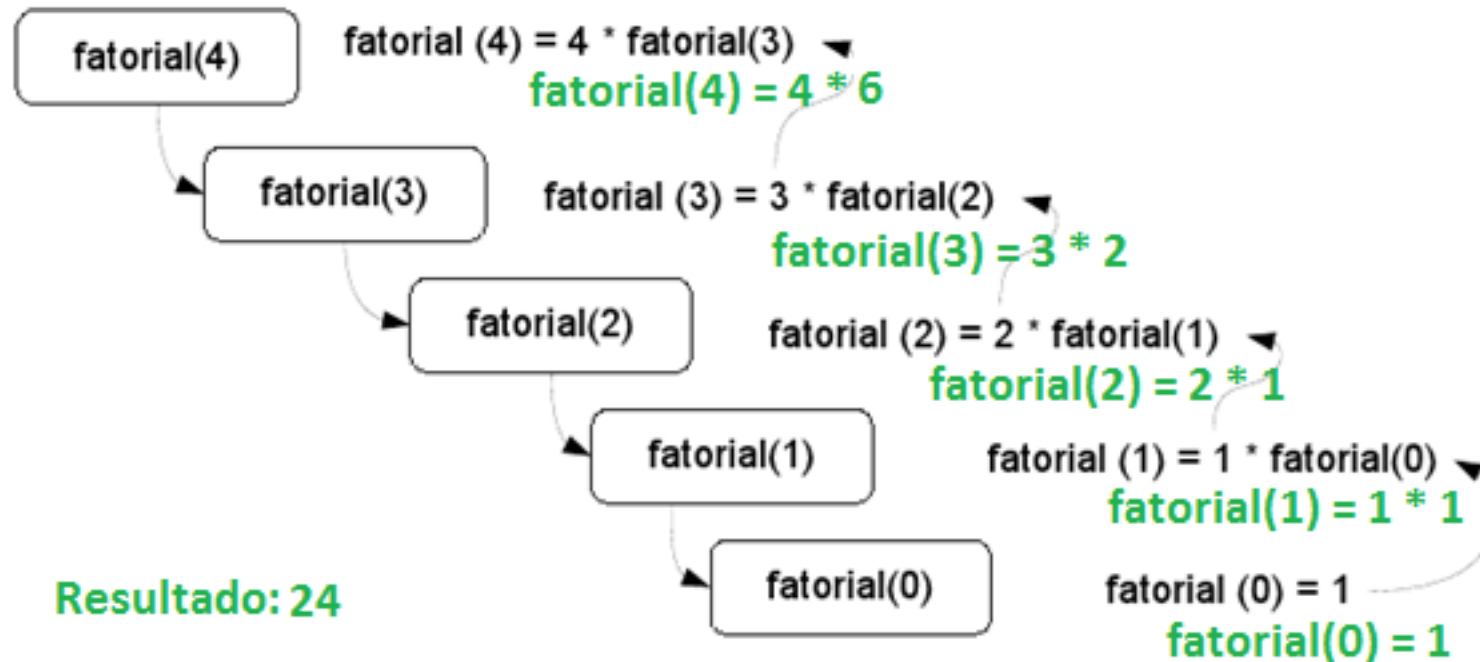 fatorial(4)
fatorial (4) = 4 * fatorial(3)
fatorial(4) = 4 * 6
fatorial(3)
fatorial (3) = 3 * fatorial(2)
fatorial(3) = 3 * 2
fatorial(2)
fatorial (2) = 2 * fatorial(1)
fatorial(2) = 2 * 1
fatorial(1)
fatorial (1) = 1 * fatorial(0)
fatorial(1) = 1 * 1
fatorial(0)
fatorial (0) = 1
fatorial(0) = 1
Resultado: 24